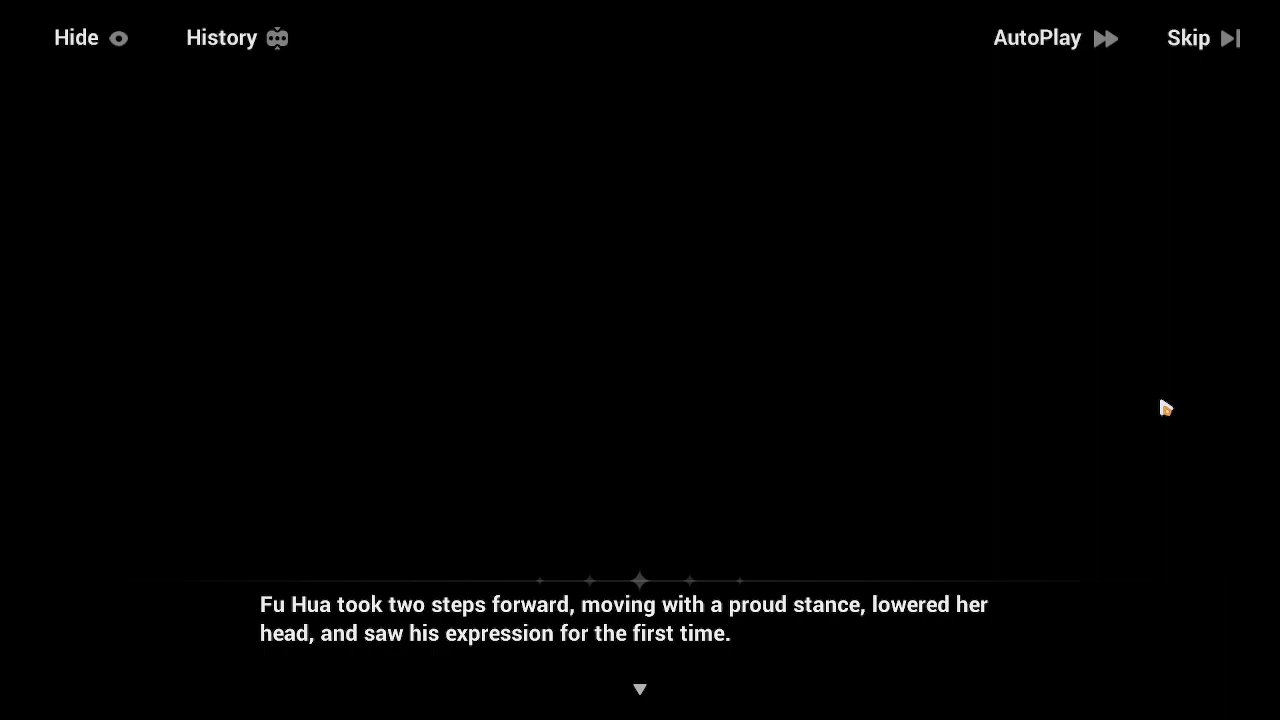 Hide
History
AutoPlay
Skip
Fu Hua took two steps forward, moving with a proud stance, lowered her
head, and saw his expression for the first time.